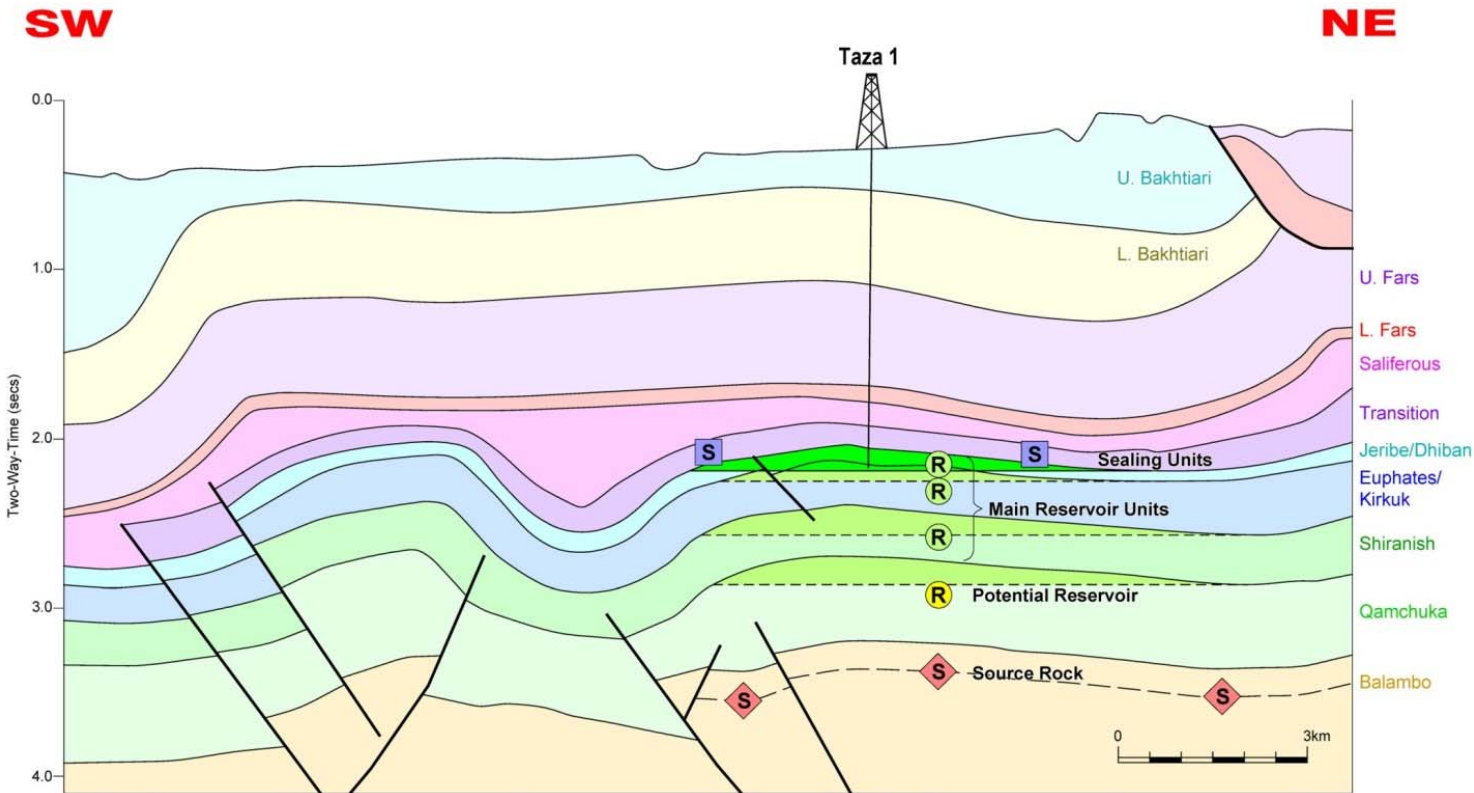 SW
NE
Taza 1
0.0
1.0
2.0
3.0
4.0
Two-Way-Time (secs)
U. Bakhtiari
L. Bakhtiari
U. Fars
L. Fars
Saliferous
Transition
Jeribe/Dhiban
Euphates/
Kirkuk
Shiranish
Qamchuka
Balambo
S
S
Sealing Units
R
R
Main Reservoir Units
R
R
Potential Reservoir
S
S
Source Rock
S
0
3km